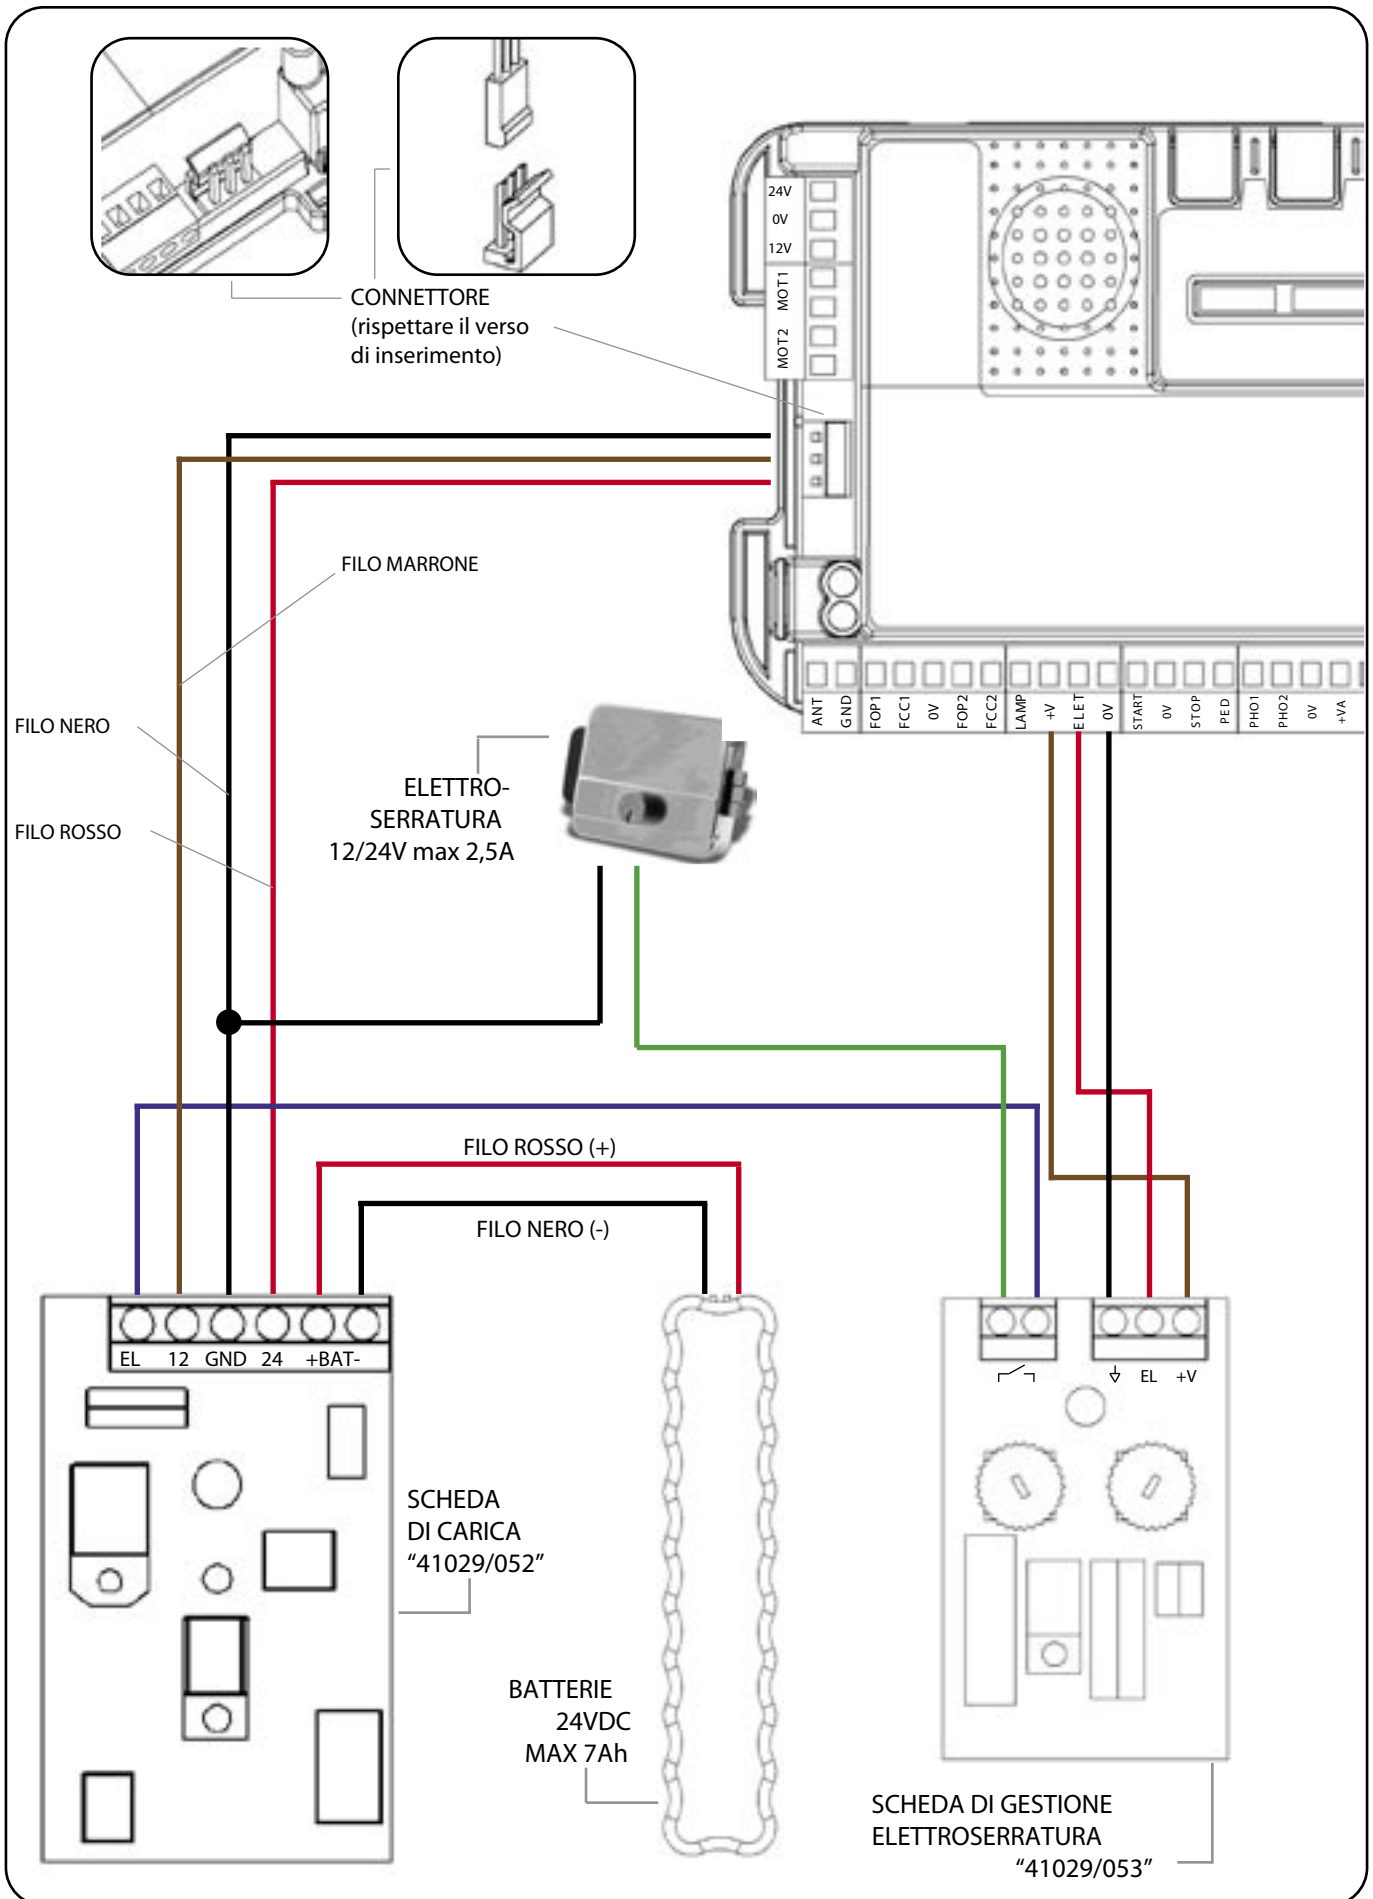 24V
0V
12V
MOT1
MOT2
CONNETTORE
(rispettare il verso
di inserimento)
FILO MARRONE
FILO NERO
FILO ROSSO
ELETTRO-
SERRATURA
12/24V max 2,5A
ANT
GND
FOP1
FCC1
0V
FOP2
FCC2
LAMP
+V
ELET
0V
START
0V
STOP
PED
PHO1
PHO2
0V
+VA
FILO ROSSO (+)
FILO NERO (-)
EL 12 GND 24 +BAT-
EL +V
SCHEDA
DI CARICA
“41029/052”
BATTERIE
24VDC
MAX 7Ah
SCHEDA DI GESTIONE
ELETTROSERRATURA
“41029/053”